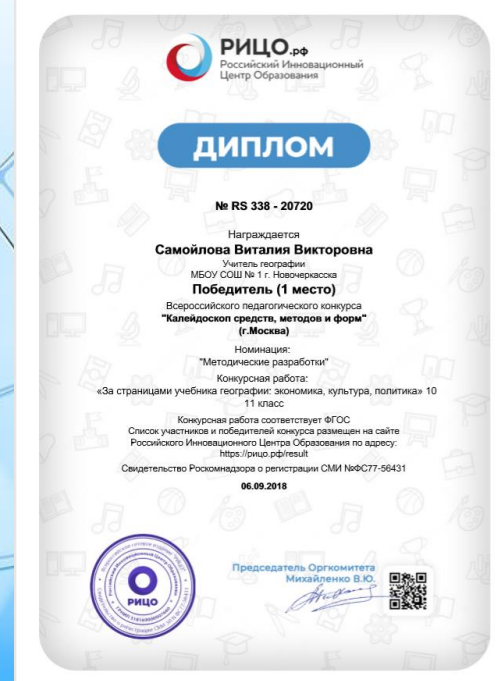 РИЦО.рф
Российский Инновационный
Центр Образования
ДИПЛОМ
№ RS 338 - 20720
Награждается
Самойлова Виталия Викторовна
Учитель географии
МБОУ СОШ № 1 г. Новочеркасска
Победитель (1 место)
Всероссийского педагогического конкурса
"Калейдоскоп средств, методов и форм"
(г.Москва)
Номинация:
"Методические разработки"
Конкурсная работа:
«За страницами учебника географии: экономика, культура, политика» 10
11 класс
Конкурсная работа соответствует ФГОС
Список участников и победителей конкурса размещен на сайте
Российского Инновационного Центра Образования по адресу:
https://рицо.рф/result
Свидетельство Роскомнадзора о регистрации СМИ №ФС77-56431
06.09.2018
Председатель Оргкомитета
Михайленко В.Ю.
РИЦО